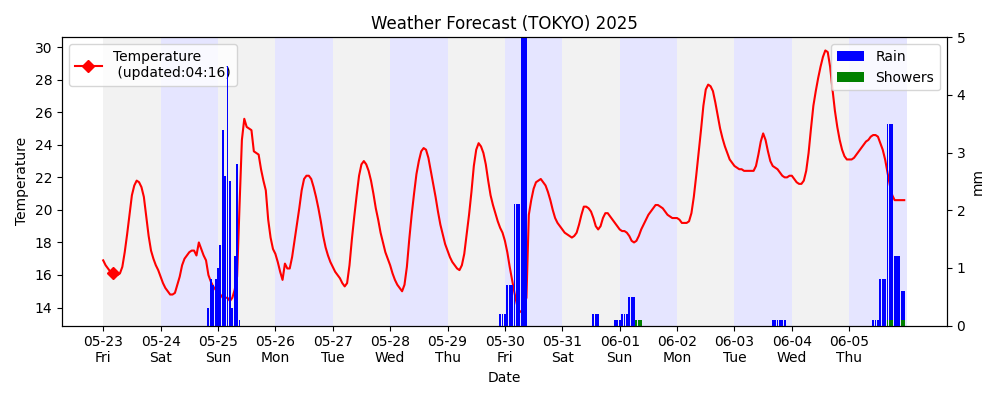 Weather Forecast (TOKYO) 2025
Temperature
(updated:04:16)
Rain
Showers
30
28
26
24
22
20
18
16
14
Temperature
5
4
3
2
1
0
mm
05-23 05-24 05-25 05-26 05-27 05-28 05-29 05-30 05-31 06-01 06-02 06-03 06-04 06-05
Fri Sat Sun Mon Tue Wed Thu Fri Sat Sun Mon Tue Wed Thu
Date